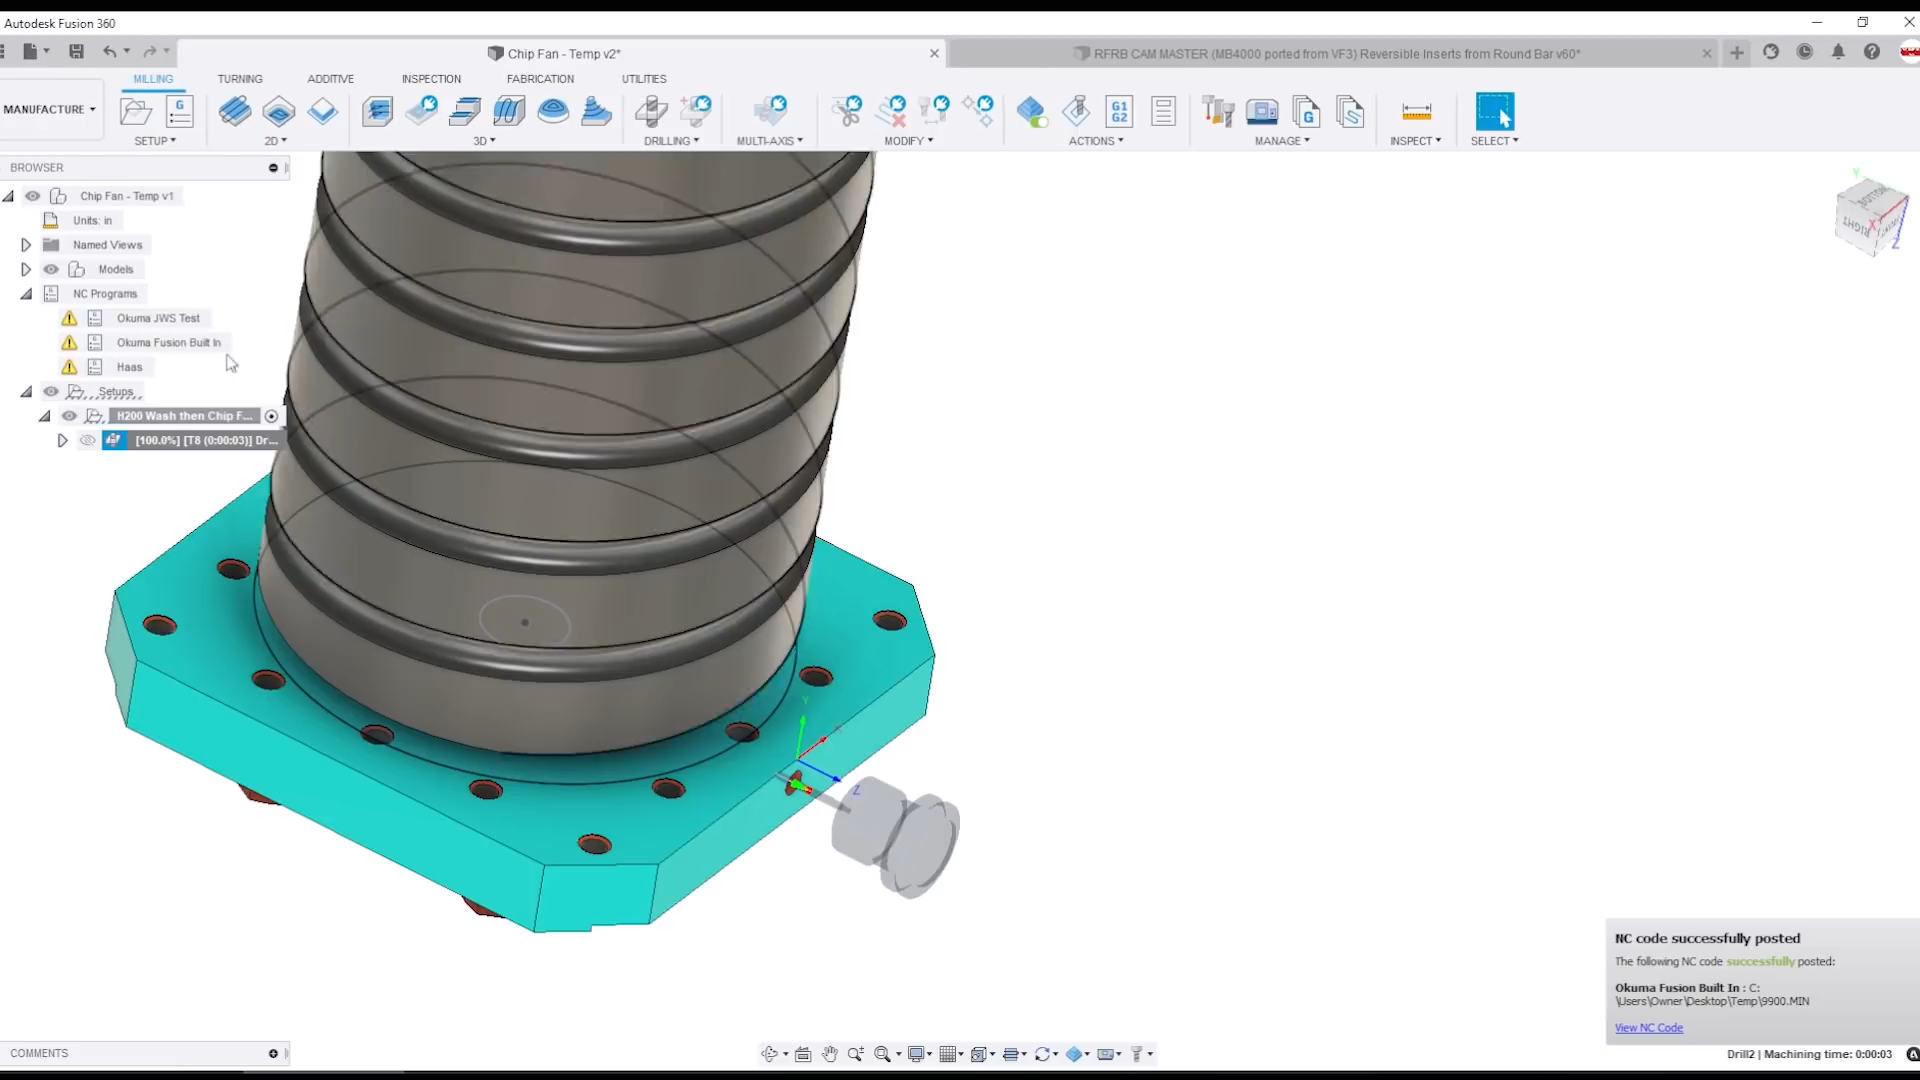 Autodesk Fusion 360
Chip Fan - Temp v2*
RFRB CAM MASTER (MB4000 ported from VF3) Reversible Inserts from Round Bar v60*
MILLING
TURNING
ADDITIVE
INSPECTION
FABRICATION
UTILITIES
MANUFACTURE
G
G1
G2
G
SETUP
2D
3D
DRILLING
MULTI-AXIS
MODIFY
ACTIONS
MANAGE
INSPECT
SELECT
BROWSER
Chip Fan - Temp v1
Units: in
Named Views
Models
NC Programs
Okuma JWS Test
Okuma Fusion Built In
Haas
Setups
H200 Wash then Chip F...
[100.0%] [T8 (0:00:03)] Dr...
Y
BOTTOM
RIGHT
X
Z
Y
Z
NC code successfully posted
The following NC code successfully posted:
Okuma Fusion Built In : C:
\Users\Owner\Desktop\Temp\9900.MIN
View NC Code
COMMENTS
Drill2 | Machining time: 0:00:03